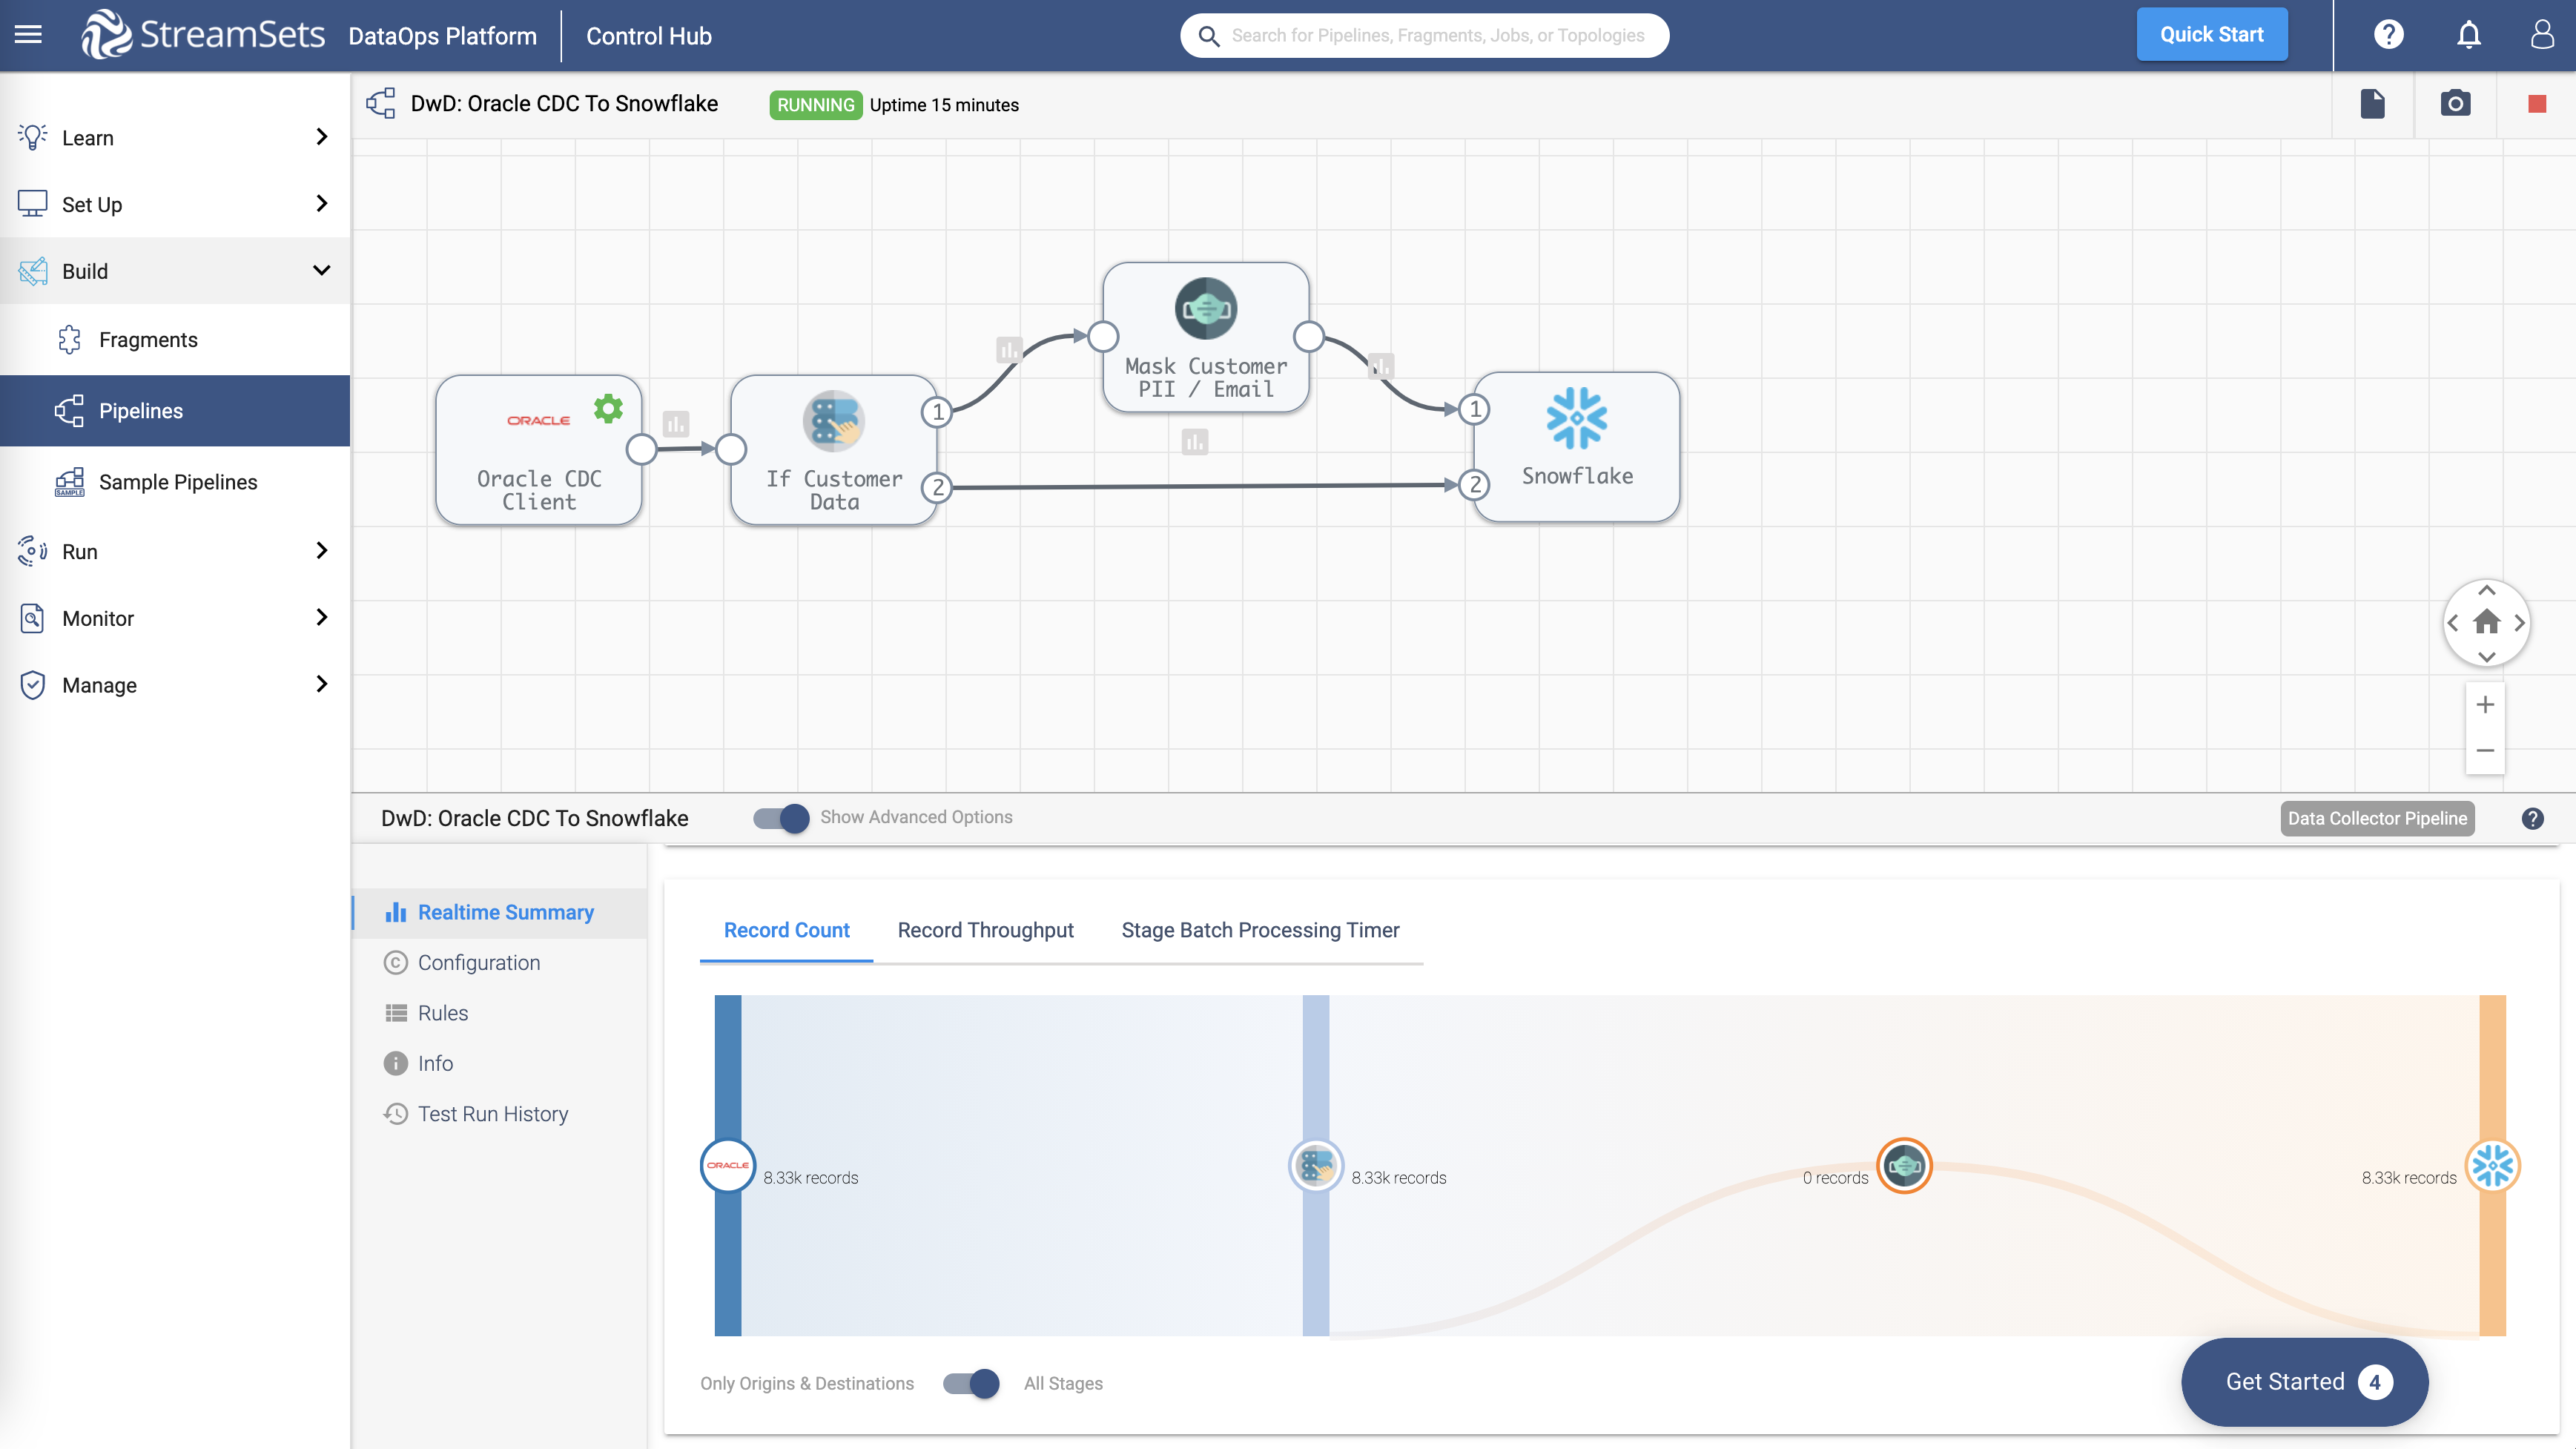 StreamSets DataOps Platform Control Hub
Search for Pipelines, Fragments, Jobs, or Topologies
Quick Start
Learn
Set Up
Build
Fragments
Pipelines
Sample Pipelines
SAMPLE
Run
Monitor
Manage
DwD: Oracle CDC To Snowflake
RUNNING Uptime 15 minutes
ORACLE
Oracle CDC
Client
If Customer
Data
1
2
Mask Customer
PII / Email
1
2
Snowflake
DwD: Oracle CDC To Snowflake
Show Advanced Options
Data Collector Pipeline
Realtime Summary
Configuration
Rules
Info
Test Run History
Record Count
Record Throughput
Stage Batch Processing Timer
ORACLE
8.33k records
8.33k records
0 records
8.33k records
Only Origins & Destinations
All Stages
Get Started 4